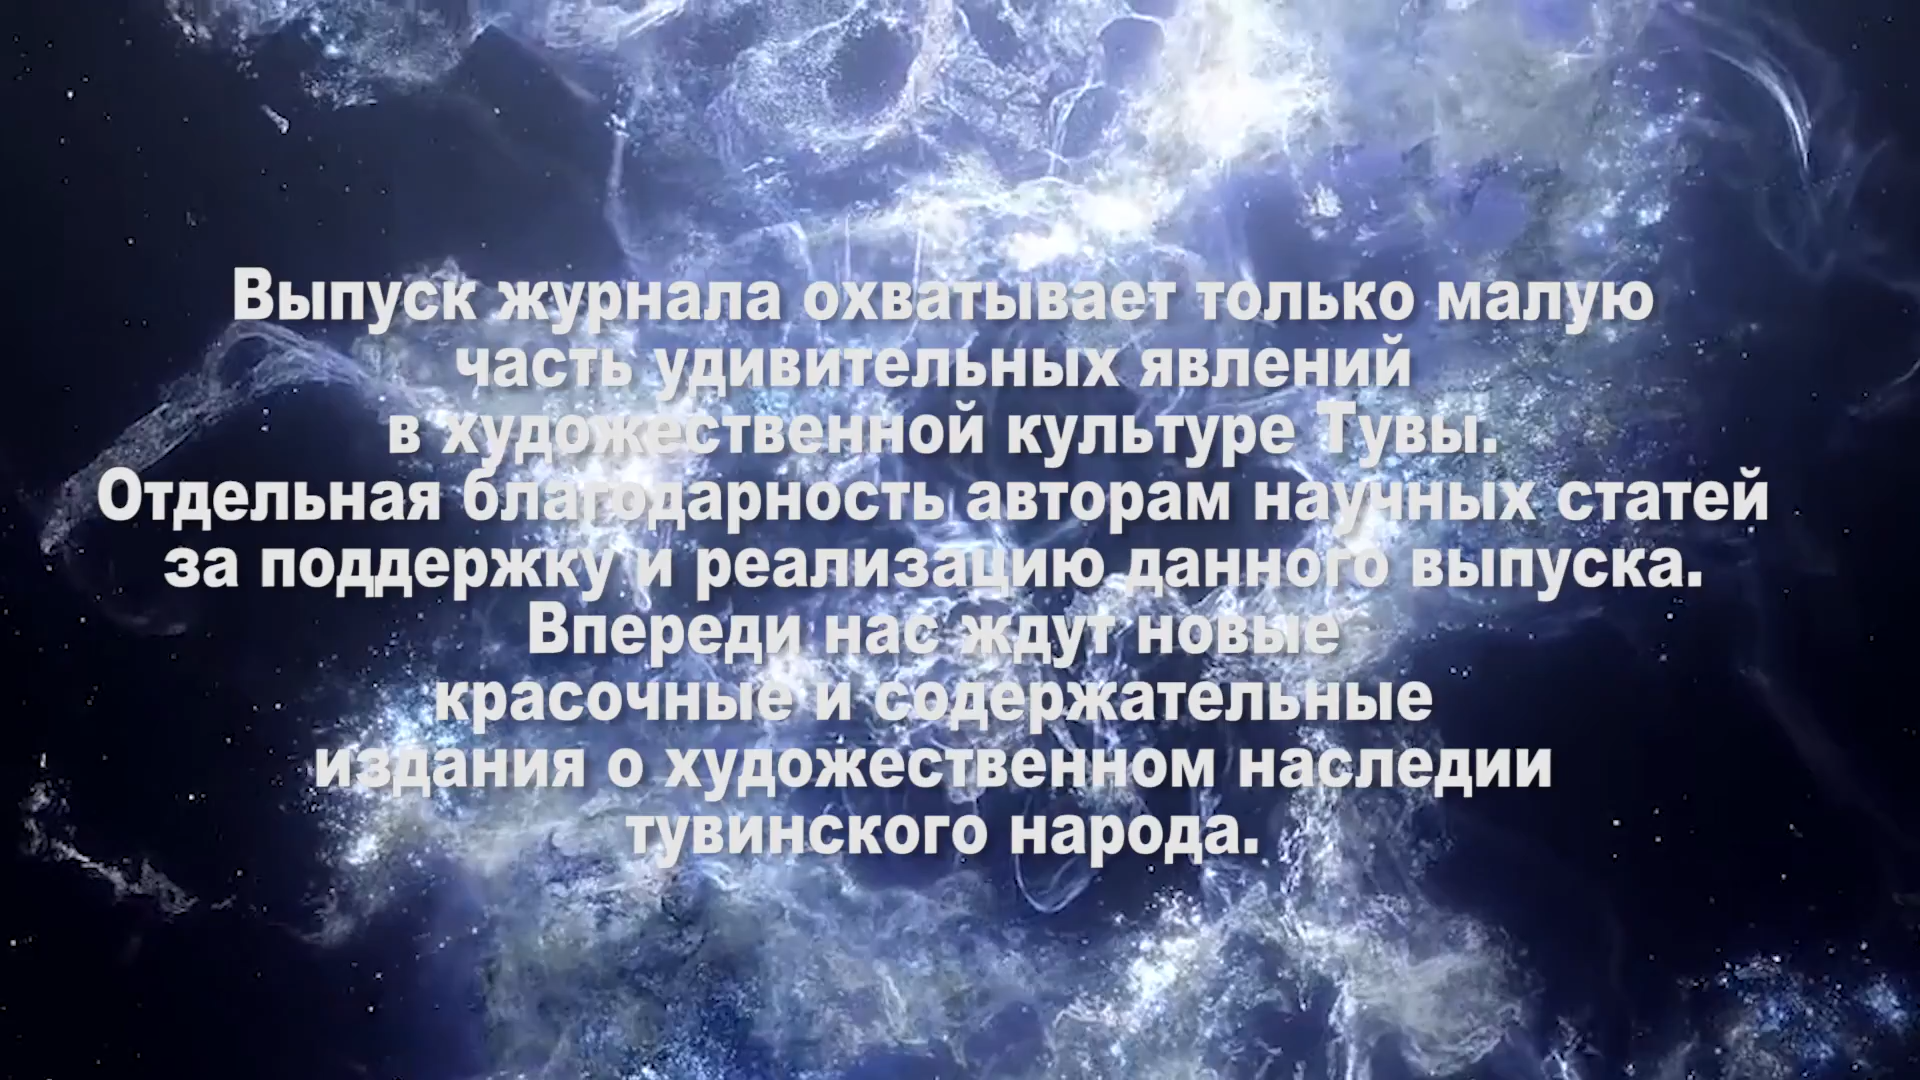 Выпуск журнала охватывает только малую
часть удивительных явлений
в художественной культуре Тувы.
Отдельная благодарность авторам научных статей
за поддержку и реализацию данного выпуска.
Впереди нас ждут новые
красочные и содержательные
издания о художественном наследии
тувинского народа.